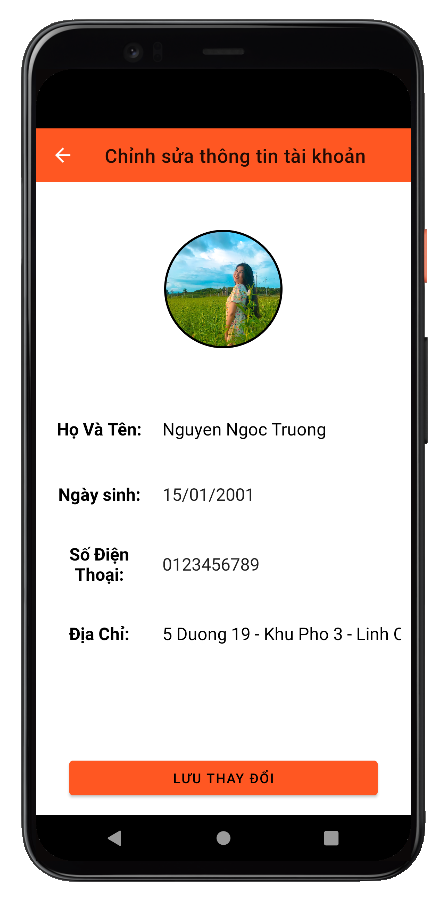 Chỉnh sửa thông tin tài khoản
Họ Và Tên: Nguyen Ngoc Truong
Ngày sinh: 15/01/2001
Số Điện
Thoại: 0123456789
Địa Chỉ: 5 Duong 19 - Khu Pho 3 - Linh
LƯU THAY ĐỔI